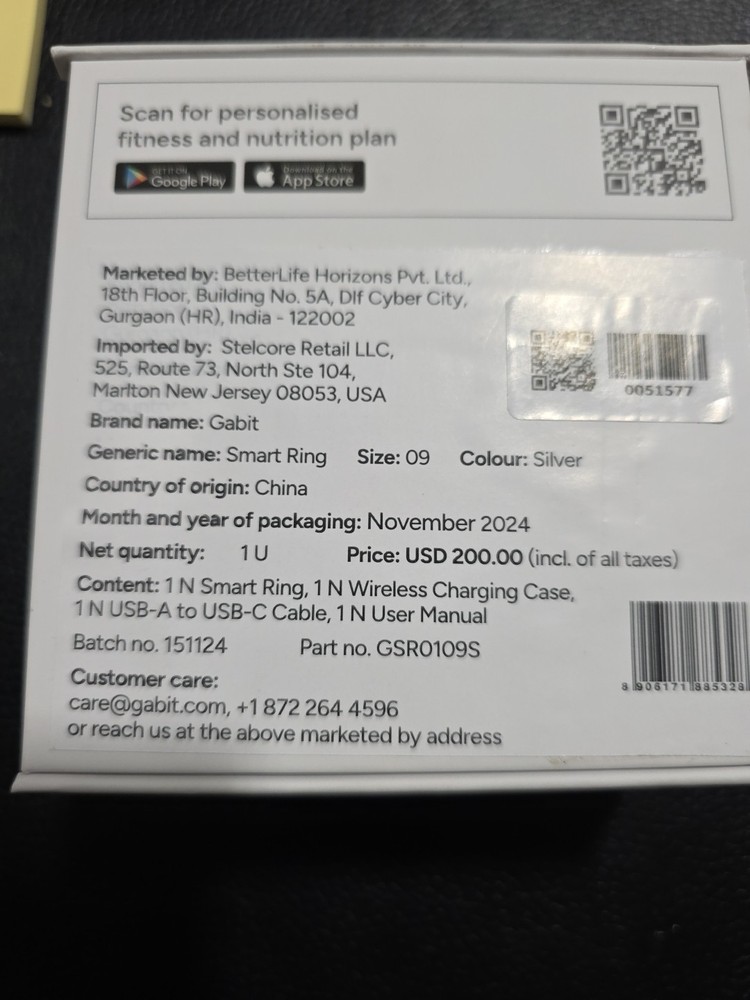 Scan for personalised
fitness and nutrition plan
GET IT ON
Google Play
Download on the
App Store
Marketed by: BetterLife Horizons Pvt. Ltd.,
18th Floor, Building No. 5A, Dlf Cyber City,
Gurgaon (HR), India - 122002
Imported by: Stelcore Retail LLC,
525, Route 73, North Ste 104,
Marlton New Jersey 08053, USA
0051577
Brand name: Gabit
Generic name: Smart Ring Size: 09 Colour: Silver
Country of origin: China
Month and year of packaging: November 2024
Net quantity: 1 U Price: USD 200.00 (incl. of all taxes)
Content: 1 N Smart Ring, 1 N Wireless Charging Case,
1 N USB-A to USB-C Cable, 1 N User Manual
Batch no. 151124 Part no. GSR0109S
Customer care:
care@gabit.com, +1 872 264 4596
or reach us at the above marketed by address